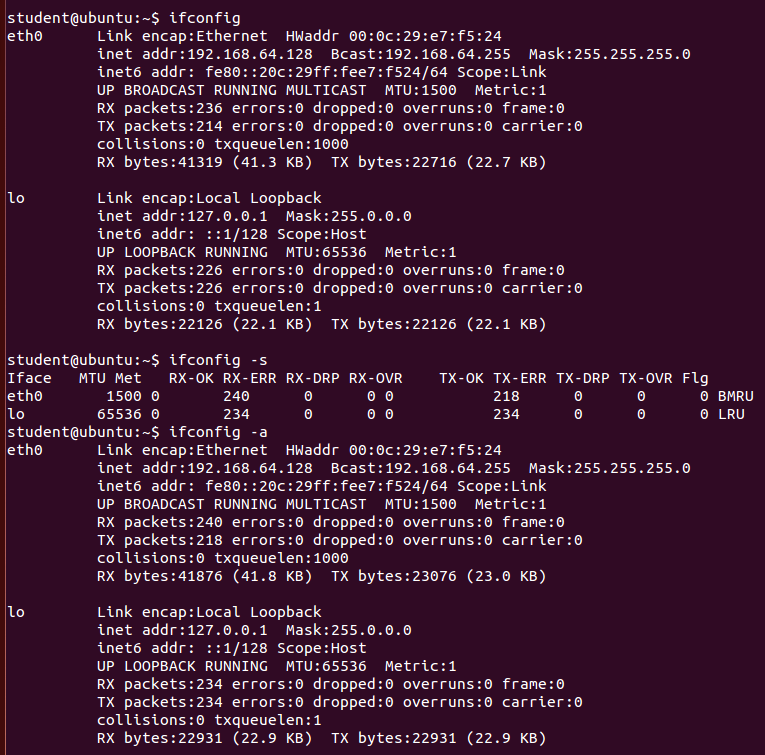 student@ubuntu:~$ ifconfig
eth0      Link encap:Ethernet  HWaddr 00:0c:29:e7:f5:24
          inet addr:192.168.64.128  Bcast:192.168.64.255  Mask:255.255.255.0
          inet6 addr: fe80::20c:29ff:fee7:f524/64 Scope:Link
          UP BROADCAST RUNNING MULTICAST  MTU:1500  Metric:1
          RX packets:236 errors:0 dropped:0 overruns:0 frame:0
          TX packets:214 errors:0 dropped:0 overruns:0 carrier:0
          collisions:0 txqueuelen:1000
          RX bytes:41319 (41.3 KB)  TX bytes:22716 (22.7 KB)

lo        Link encap:Local Loopback
          inet addr:127.0.0.1  Mask:255.0.0.0
          inet6 addr: ::1/128 Scope:Host
          UP LOOPBACK RUNNING  MTU:65536  Metric:1
          RX packets:226 errors:0 dropped:0 overruns:0 frame:0
          TX packets:226 errors:0 dropped:0 overruns:0 carrier:0
          collisions:0 txqueuelen:1
          RX bytes:22126 (22.1 KB)  TX bytes:22126 (22.1 KB)

student@ubuntu:~$ ifconfig -s
Iface   MTU Met   RX-OK RX-ERR RX-DRP RX-OVR    TX-OK TX-ERR TX-DRP TX-OVR Flg
eth0       1500 0       240      0      0 0           218      0      0      0 BMRU
lo        65536 0       234      0      0 0           234      0      0      0 LRU
student@ubuntu:~$ ifconfig -a
eth0      Link encap:Ethernet  HWaddr 00:0c:29:e7:f5:24
          inet addr:192.168.64.128  Bcast:192.168.64.255  Mask:255.255.255.0
          inet6 addr: fe80::20c:29ff:fee7:f524/64 Scope:Link
          UP BROADCAST RUNNING MULTICAST  MTU:1500  Metric:1
          RX packets:240 errors:0 dropped:0 overruns:0 frame:0
          TX packets:218 errors:0 dropped:0 overruns:0 carrier:0
          collisions:0 txqueuelen:1000
          RX bytes:41876 (41.8 KB)  TX bytes:23076 (23.0 KB)

lo        Link encap:Local Loopback
          inet addr:127.0.0.1  Mask:255.0.0.0
          inet6 addr: ::1/128 Scope:Host
          UP LOOPBACK RUNNING  MTU:65536  Metric:1
          RX packets:234 errors:0 dropped:0 overruns:0 frame:0
          TX packets:234 errors:0 dropped:0 overruns:0 carrier:0
          collisions:0 txqueuelen:1
          RX bytes:22931 (22.9 KB)  TX bytes:22931 (22.9 KB)